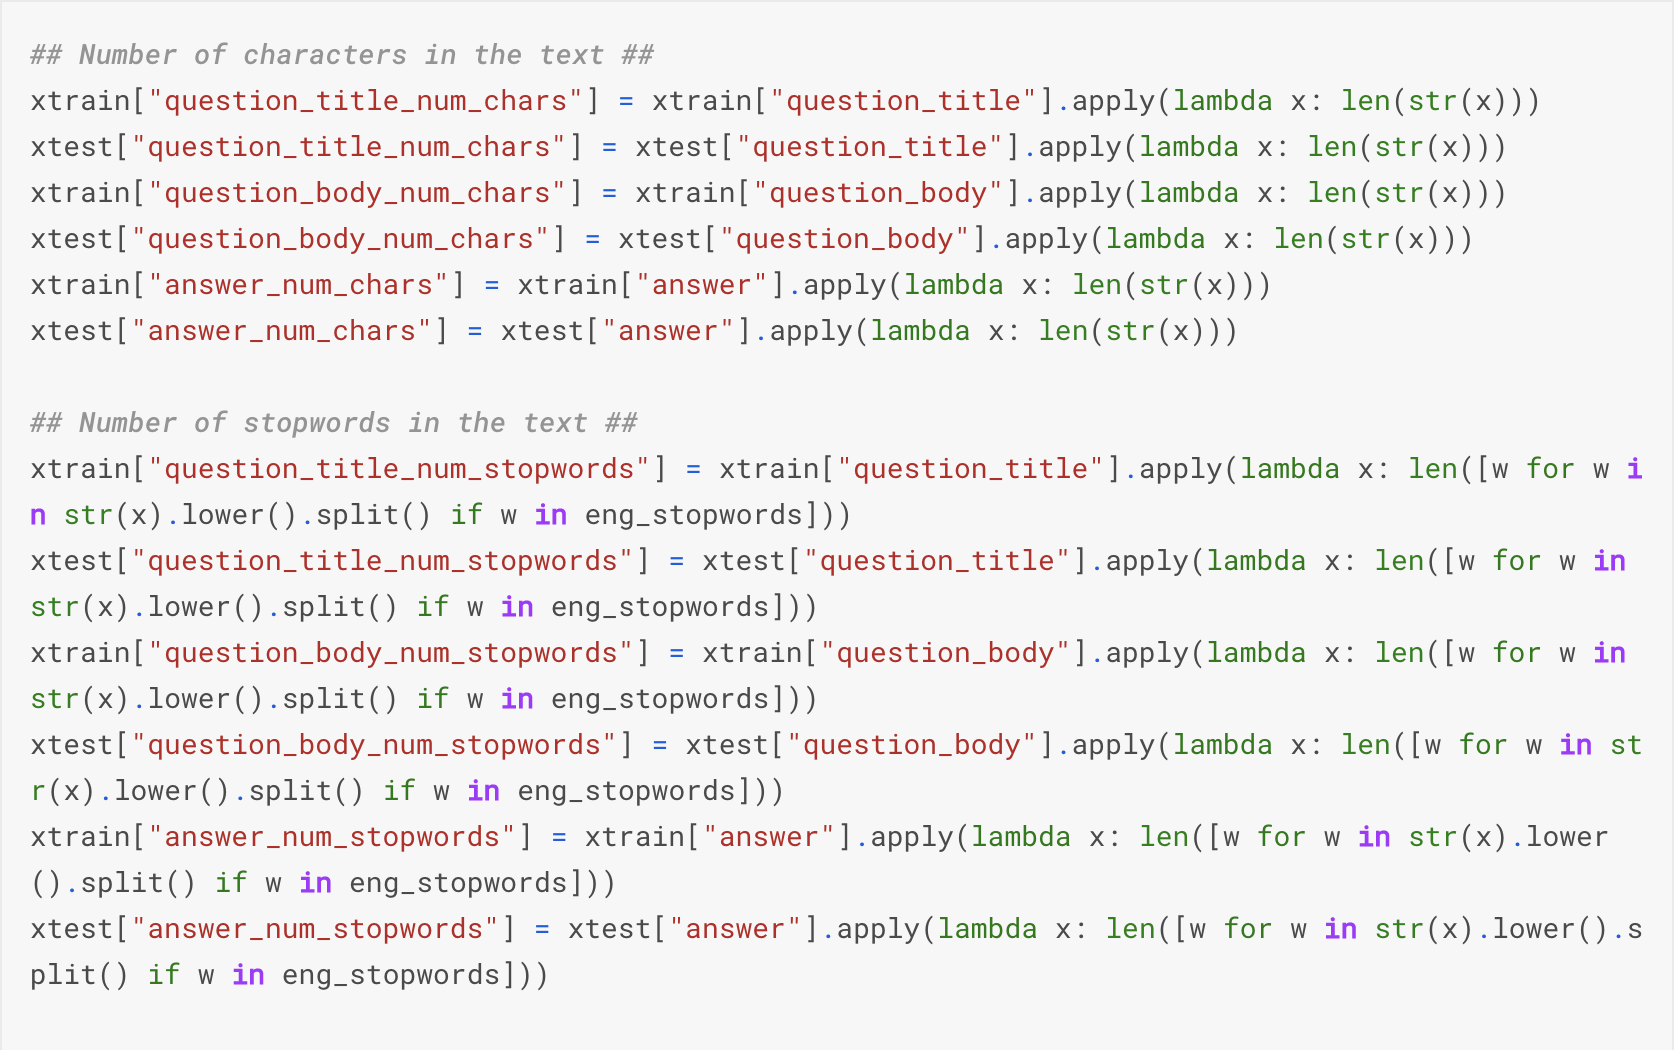 ## Number of characters in the text ##
xtrain["question_title_num_chars"] = xtrain["question_title"].apply(lambda x: len(str(x)))
xtest["question_title_num_chars"] = xtest["question_title"].apply(lambda x: len(str(x)))
xtrain["question_body_num_chars"] = xtrain["question_body"].apply(lambda x: len(str(x)))
xtest["question_body_num_chars"] = xtest["question_body"].apply(lambda x: len(str(x)))
xtrain["answer_num_chars"] = xtrain["answer"].apply(lambda x: len(str(x)))
xtest["answer_num_chars"] = xtest["answer"].apply(lambda x: len(str(x)))
## Number of stopwords in the text ##
xtrain["question_title_num_stopwords"] = xtrain["question_title"].apply(lambda x: len([w for w i
n str(x).lower().split() if w in eng_stopwords]))
xtest["question_title_num_stopwords"] = xtest["question_title"].apply(lambda x: len([w for w in
str(x).lower().split() if w in eng_stopwords]))
xtrain["question_body_num_stopwords"] = xtrain["question_body"].apply(lambda x: len([w for w in
str(x).lower().split() if w in eng_stopwords]))
xtest["question_body_num_stopwords"] = xtest["question_body"].apply(lambda x: len([w for w in st
r(x).lower().split() if w in eng_stopwords]))
xtrain["answer_num_stopwords"] = xtrain["answer"].apply(lambda x: len([w for w in str(x).lower
().split() if w in eng_stopwords]))
xtest["answer_num_stopwords"] = xtest["answer"].apply(lambda x: len([w for w in str(x).lower().s
plit() if w in eng_stopwords]))